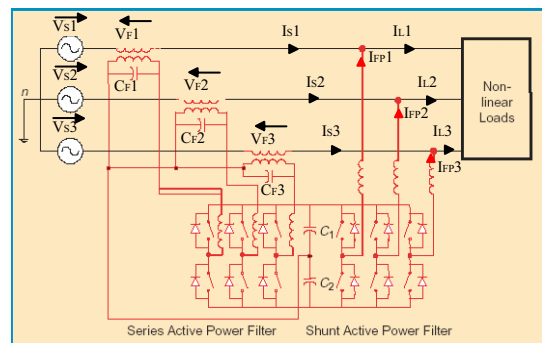 VS1
VF1
IS1
IL1
IFP1
CF1
VS2
VF2
IS2
IL2
IFP2
n
CF2
VS3
VF3
IS3
IL3
IFP3
CF3
Non-
linear
Loads
C1
C2
Series Active Power Filter
Shunt Active Power Filter